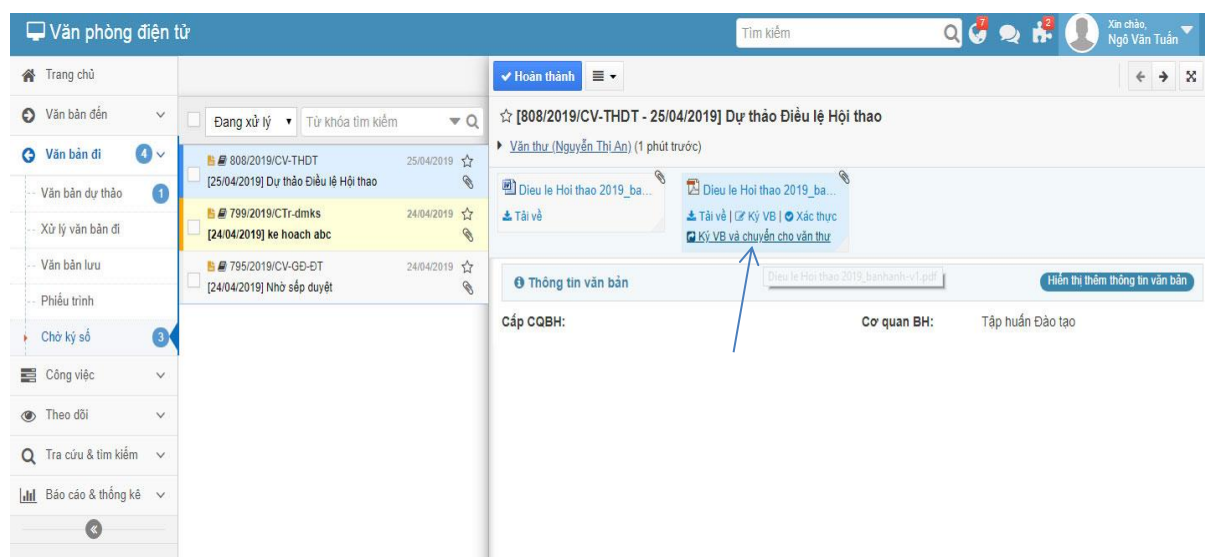 Văn phòng điện tử
Tìm kiếm
7
2
Xin chào,
Ngô Văn Tuấn
Trang chủ
Văn bản đến
Văn bản đi 4
Văn bản dự thảo 1
Xử lý văn bản đi
Văn bản lưu
Phiếu trình
Chờ ký số 3
Công việc
Theo dõi
Tra cứu & tìm kiếm
Báo cáo & thống kê
Đang xử lý
Từ khóa tìm kiếm
808/2019/CV-THDT 25/04/2019
[25/04/2019] Dự thảo Điều lệ Hội thao
799/2019/CTr-dmks 24/04/2019
[24/04/2019] ke hoach abc
795/2019/CV-GĐ-ĐT 24/04/2019
[24/04/2019] Nhờ sếp duyệt
Hoàn thành
[808/2019/CV-THDT - 25/04/2019] Dự thảo Điều lệ Hội thao
Văn thư (Nguyễn Thị An) (1 phút trước)
Dieu le Hoi thao 2019_ba...
Tải về
Dieu le Hoi thao 2019_ba...
Tải về | Ký VB | Xác thực
Ký VB và chuyển cho văn thư
Dieu le Hoi thao 2019_banhanh-v1.pdf
Thông tin văn bản
Hiển thị thêm thông tin văn bản
Cấp CQBH:
Cơ quan BH: Tập huấn Đào tạo